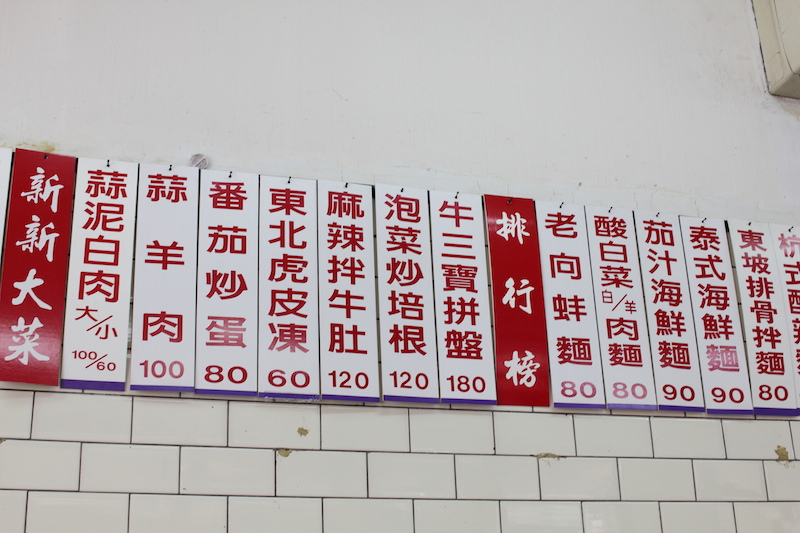 新新大菜
蒜泥白肉
大/小
100/60
蒜羊肉
100
番茄炒蛋
80
東北虎皮凍
60
麻辣拌牛肚
120
泡菜炒培根
120
牛三寶拼盤
180
排行榜
老向蚌麵
80
酸白菜
白/羊
肉麵
80
茄汁海鮮麵
90
泰式海鮮麵
90
東坡排骨拌麵
80
杭式